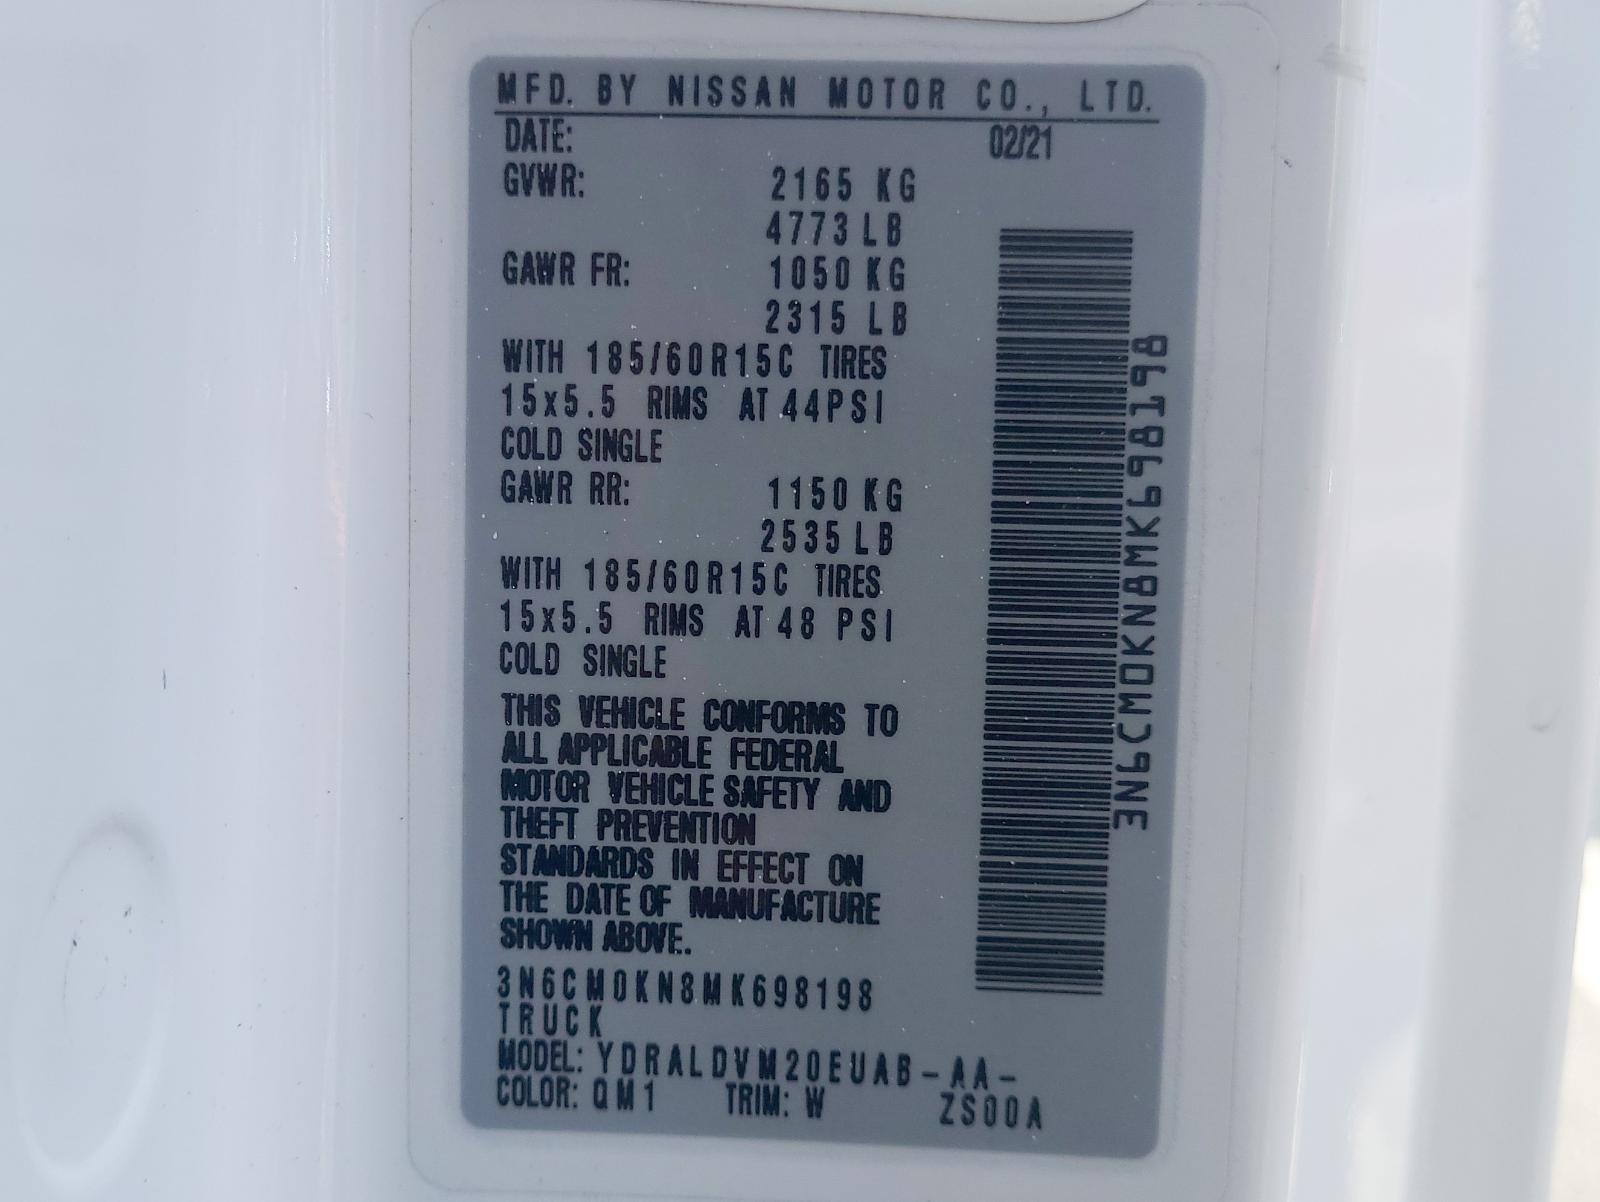 MFD. BY NISSAN MOTOR CO., LTD.
DATE: 02/21
GVWR: 2165 KG
4773 LB
GAWR FR: 1050 KG
2315 LB
WITH 185/60R15C TIRES
15x5.5 RIMS AT 44PSI
COLD SINGLE
GAWR RR: 1150 KG
2535 LB
WITH 185/60R15C TIRES
15x5.5 RIMS AT 48 PSI
COLD SINGLE
THIS VEHICLE CONFORMS TO
ALL APPLICABLE FEDERAL
MOTOR VEHICLE SAFETY AND
THEFT PREVENTION
STANDARDS IN EFFECT ON
THE DATE OF MANUFACTURE
SHOWN ABOVE.
3N6CM0KN8MK698198
TRUCK
MODEL: YDRALDVM20EUAB-AA-
COLOR: QM1 TRIM: W ZS00A
3N6CM0KN8MK698198